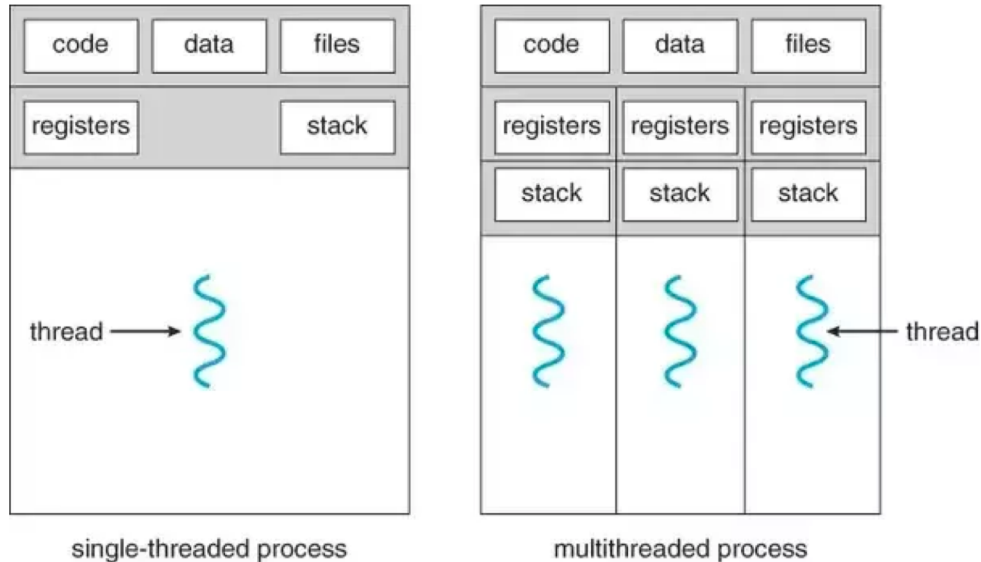 code data files
registers stack
thread
single-threaded process
code data files
registers registers registers
stack stack stack
thread
multithreaded process